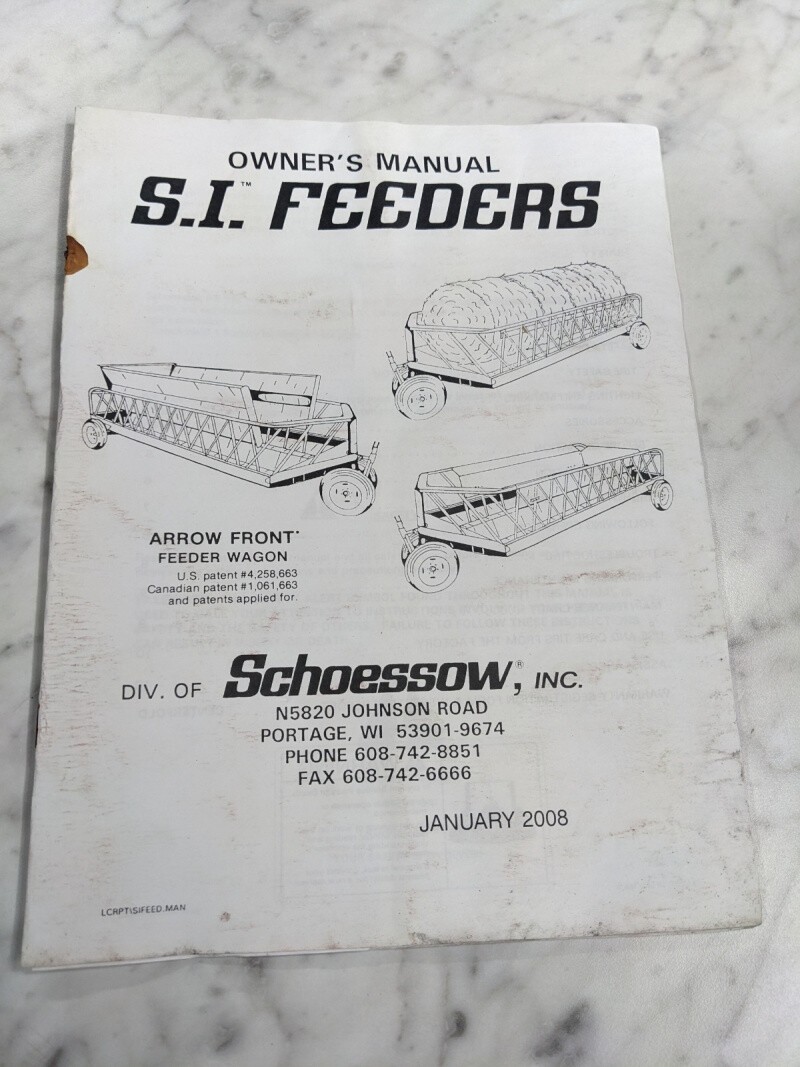 OWNER'S MANUAL
S.I.™ FEEDERS
ARROW FRONT*
FEEDER WAGON
U.S. patent #4,258,663
Canadian patent #1,061,663
and patents applied for.
DIV. OF Schoessow®, INC.
N5820 JOHNSON ROAD
PORTAGE, WI 53901-9674
PHONE 608-742-8851
FAX 608-742-6666
JANUARY 2008
LCRPT\SIFEED.MAN